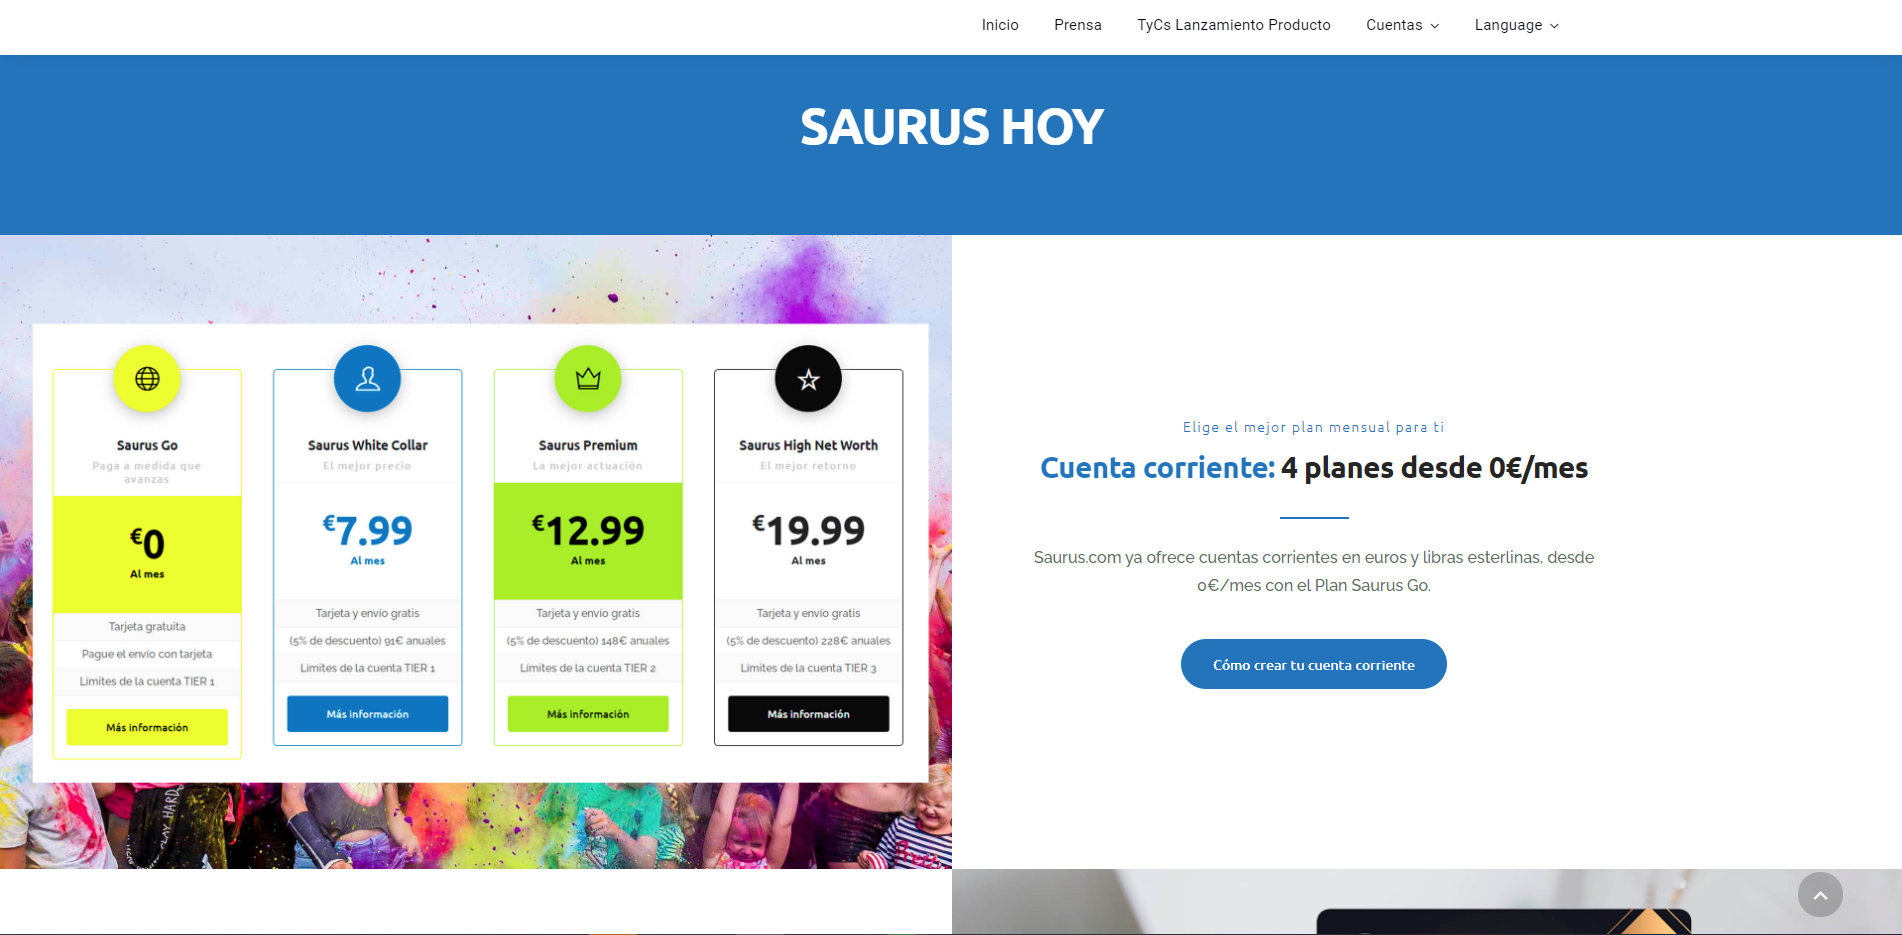 Inicio
Prensa
TyCs Lanzamiento Producto
Cuentas
Language
SAURUS HOY
Saurus Go
Paga a medida que
avanzas
€0
Al mes
Tarjeta gratuita
Pague el envío con tarjeta
Límites de la cuenta TIER 1
Más información
Saurus White Collar
El mejor precio
€7.99
Al mes
Tarjeta y envío gratis
(5% de descuento) 91€ anuales
Límites de la cuenta TIER 1
Más información
Saurus Premium
La mejor actuación
€12.99
Al mes
Tarjeta y envío gratis
(5% de descuento) 148€ anuales
Límites de la cuenta TIER 2
Más información
Saurus High Net Worth
El mejor retorno
€19.99
Al mes
Tarjeta y envío gratis
(5% de descuento) 228€ anuales
Límites de la cuenta TIER 3
Más información
MY HARD
Pretty
Elige el mejor plan mensual para ti
Cuenta corriente: 4 planes desde 0€/mes
Saurus.com ya ofrece cuentas corrientes en euros y libras esterlinas, desde
0€/mes con el Plan Saurus Go.
Cómo crear tu cuenta corriente